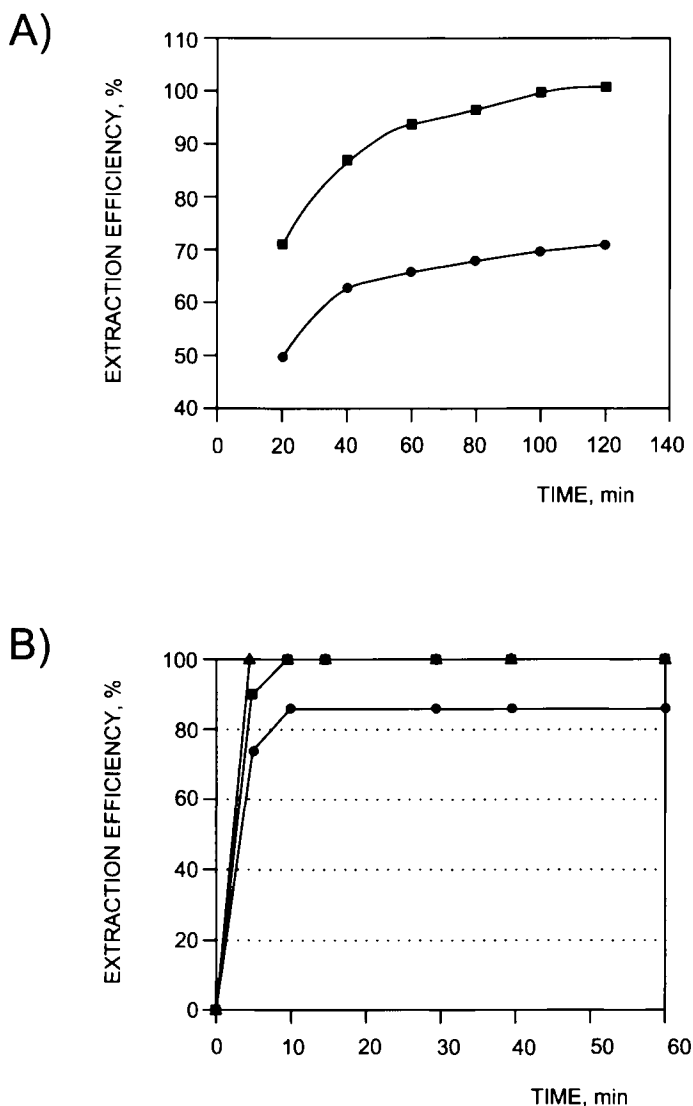 A)
EXTRACTION EFFICIENCY, %
110
100
90
80
70
60
50
40
0 20 40 60 80 100 120 140
TIME, min
B)
EXTRACTION EFFICIENCY, %
100
80
60
40
20
0
0 10 20 30 40 50 60
TIME, min